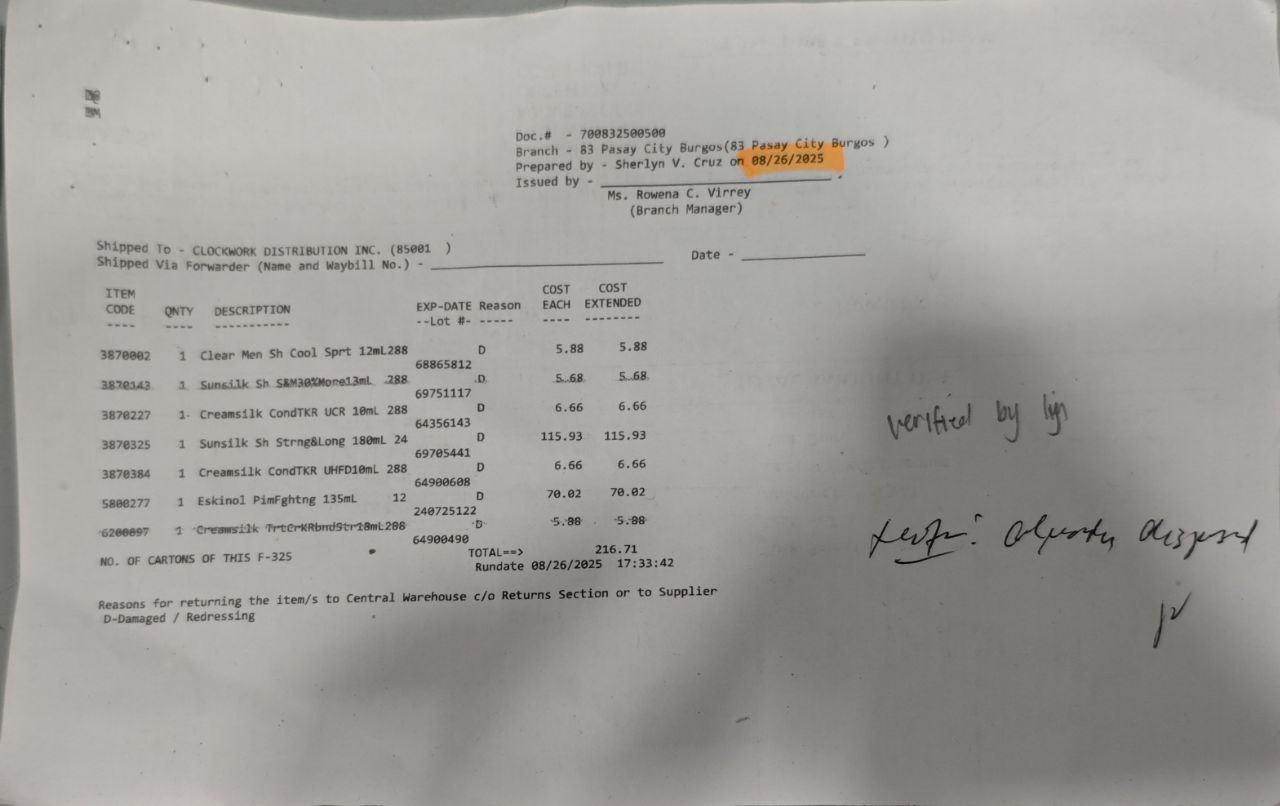 Doc.# - 700832500500
Branch - 83 Pasay City Burgos(83 Pasay City Burgos )
Prepared by - Sherlyn V. Cruz on 08/26/2025
Issued by - ____________________
Ms. Rowena C. Virrey
(Branch Manager)
Shipped To - CLOCKWORK DISTRIBUTION INC. (85001 )
Shipped Via Forwarder (Name and Waybill No.) - ____________________ Date - ____________________
ITEM COST COST
CODE QNTY DESCRIPTION EXP-DATE Reason EACH EXTENDED
---- ---- ----------- --Lot #- ----- ---- --------
3870002 1 Clear Men Sh Cool Sprt 12mL288 D 5.88 5.88
68865812
3870143 1 Sunsilk Sh S&M30%More13mL 288 D 5.68 5.68
69751117
3870227 1 Creamsilk CondTKR UCR 10mL 288 D 6.66 6.66
64356143
3870325 1 Sunsilk Sh Strng&Long 180mL 24 D 115.93 115.93
69705441
3870384 1 Creamsilk CondTKR UHFD10mL 288 D 6.66 6.66
64900608
5800277 1 Eskinol PimFghtng 135mL 12 D 70.02 70.02
240725122
6200097 1 Creamsilk TrtCrKRbndStr18mL288 D 5.88 5.88
64900490
NO. OF CARTONS OF THIS F-325 TOTAL==> 216.71
Rundate 08/26/2025 17:33:42
Reasons for returning the item/s to Central Warehouse c/o Returns Section or to Supplier
D-Damaged / Redressing
verified by